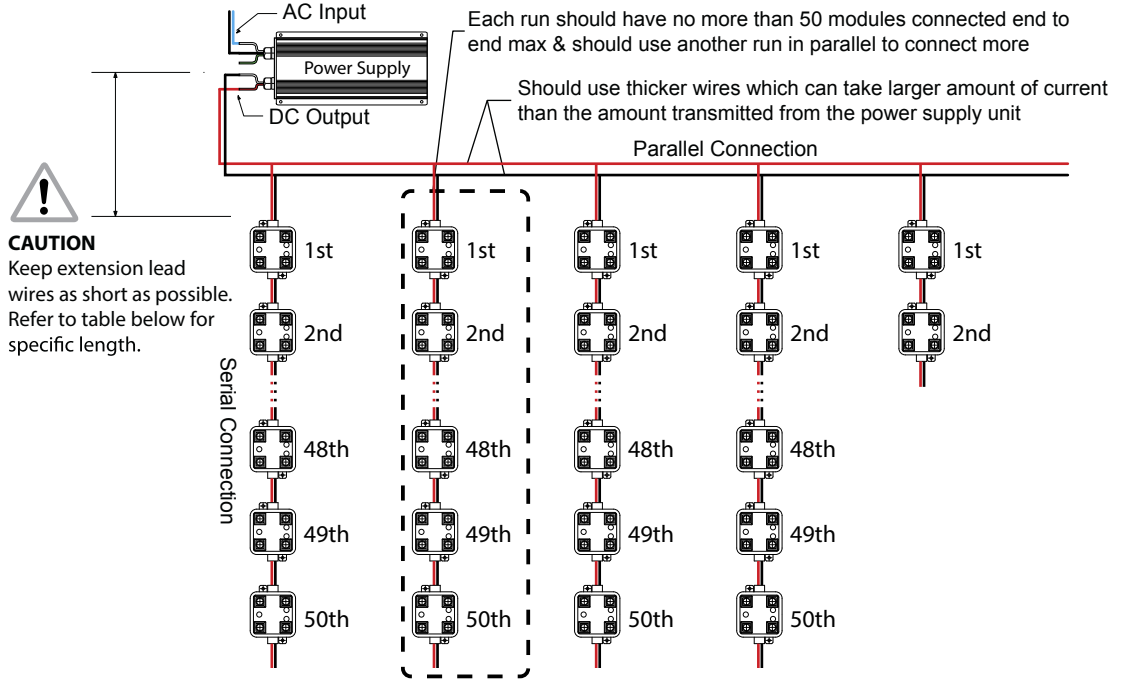 AC Input
Power Supply
DC Output
Each run should have no more than 50 modules connected end to
end max & should use another run in parallel to connect more
Should use thicker wires which can take larger amount of current
than the amount transmitted from the power supply unit
Parallel Connection
CAUTION
Keep extension lead
wires as short as possible.
Refer to table below for
specific length.
Serial Connection
1st
1st
1st
1st
1st
2nd
2nd
2nd
2nd
2nd
48th
48th
48th
48th
49th
49th
49th
49th
50th
50th
50th
50th